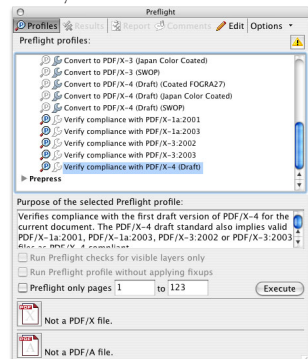 Preflight
Profiles Results Report Comments Edit Options
Preflight profiles:
Convert to PDF/X-3 (Japan Color Coated)
Convert to PDF/X-3 (SWOP)
Convert to PDF/X-4 (Draft) (Coated FOGRA27)
Convert to PDF/X-4 (Draft) (Japan Color Coated)
Convert to PDF/X-4 (Draft) (SWOP)
Verify compliance with PDF/X-1a:2001
Verify compliance with PDF/X-1a:2003
Verify compliance with PDF/X-3:2002
Verify compliance with PDF/X-3:2003
Verify compliance with PDF/X-4 (Draft)
Prepress
Purpose of the selected Preflight profile:
Verifies compliance with the first draft version of PDF/X-4 for the
current document. The PDF/X-4 draft standard also implies valid
PDF/X-1a:2001, PDF/X-1a:2003, PDF/X-3:2002 or PDF/X-3:2003
files as PDF/X-4 compliant
Run Preflight checks for visible layers only
Run Preflight profile without applying fixups
Preflight only pages 1 to 123 Execute
Not a PDF/X file.
Not a PDF/A file.